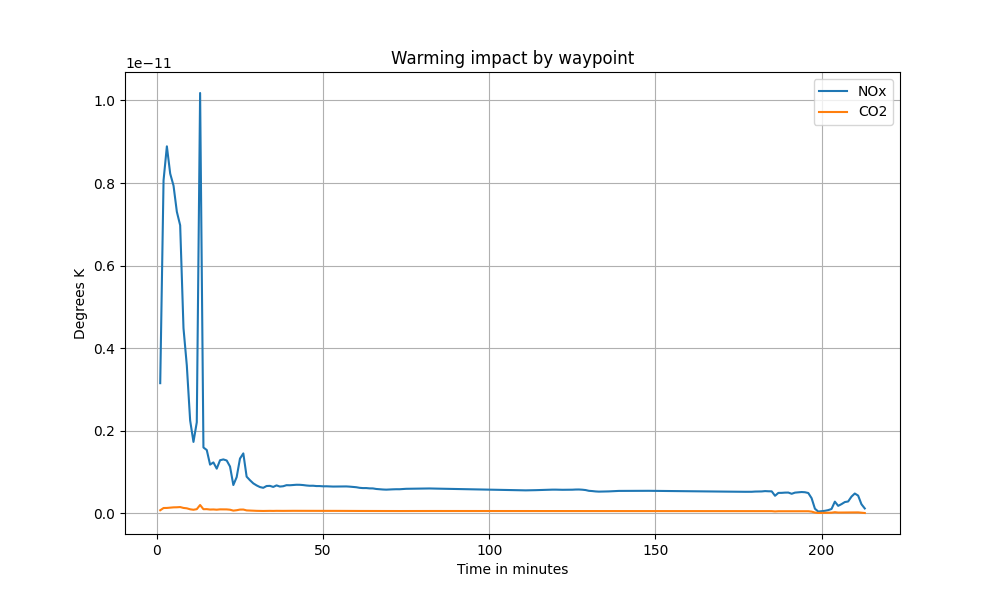 Warming impact by waypoint
1e−11
NOx
CO2
1.0
0.8
0.6
0.4
0.2
0.0
Degrees K
0 50 100 150 200
Time in minutes